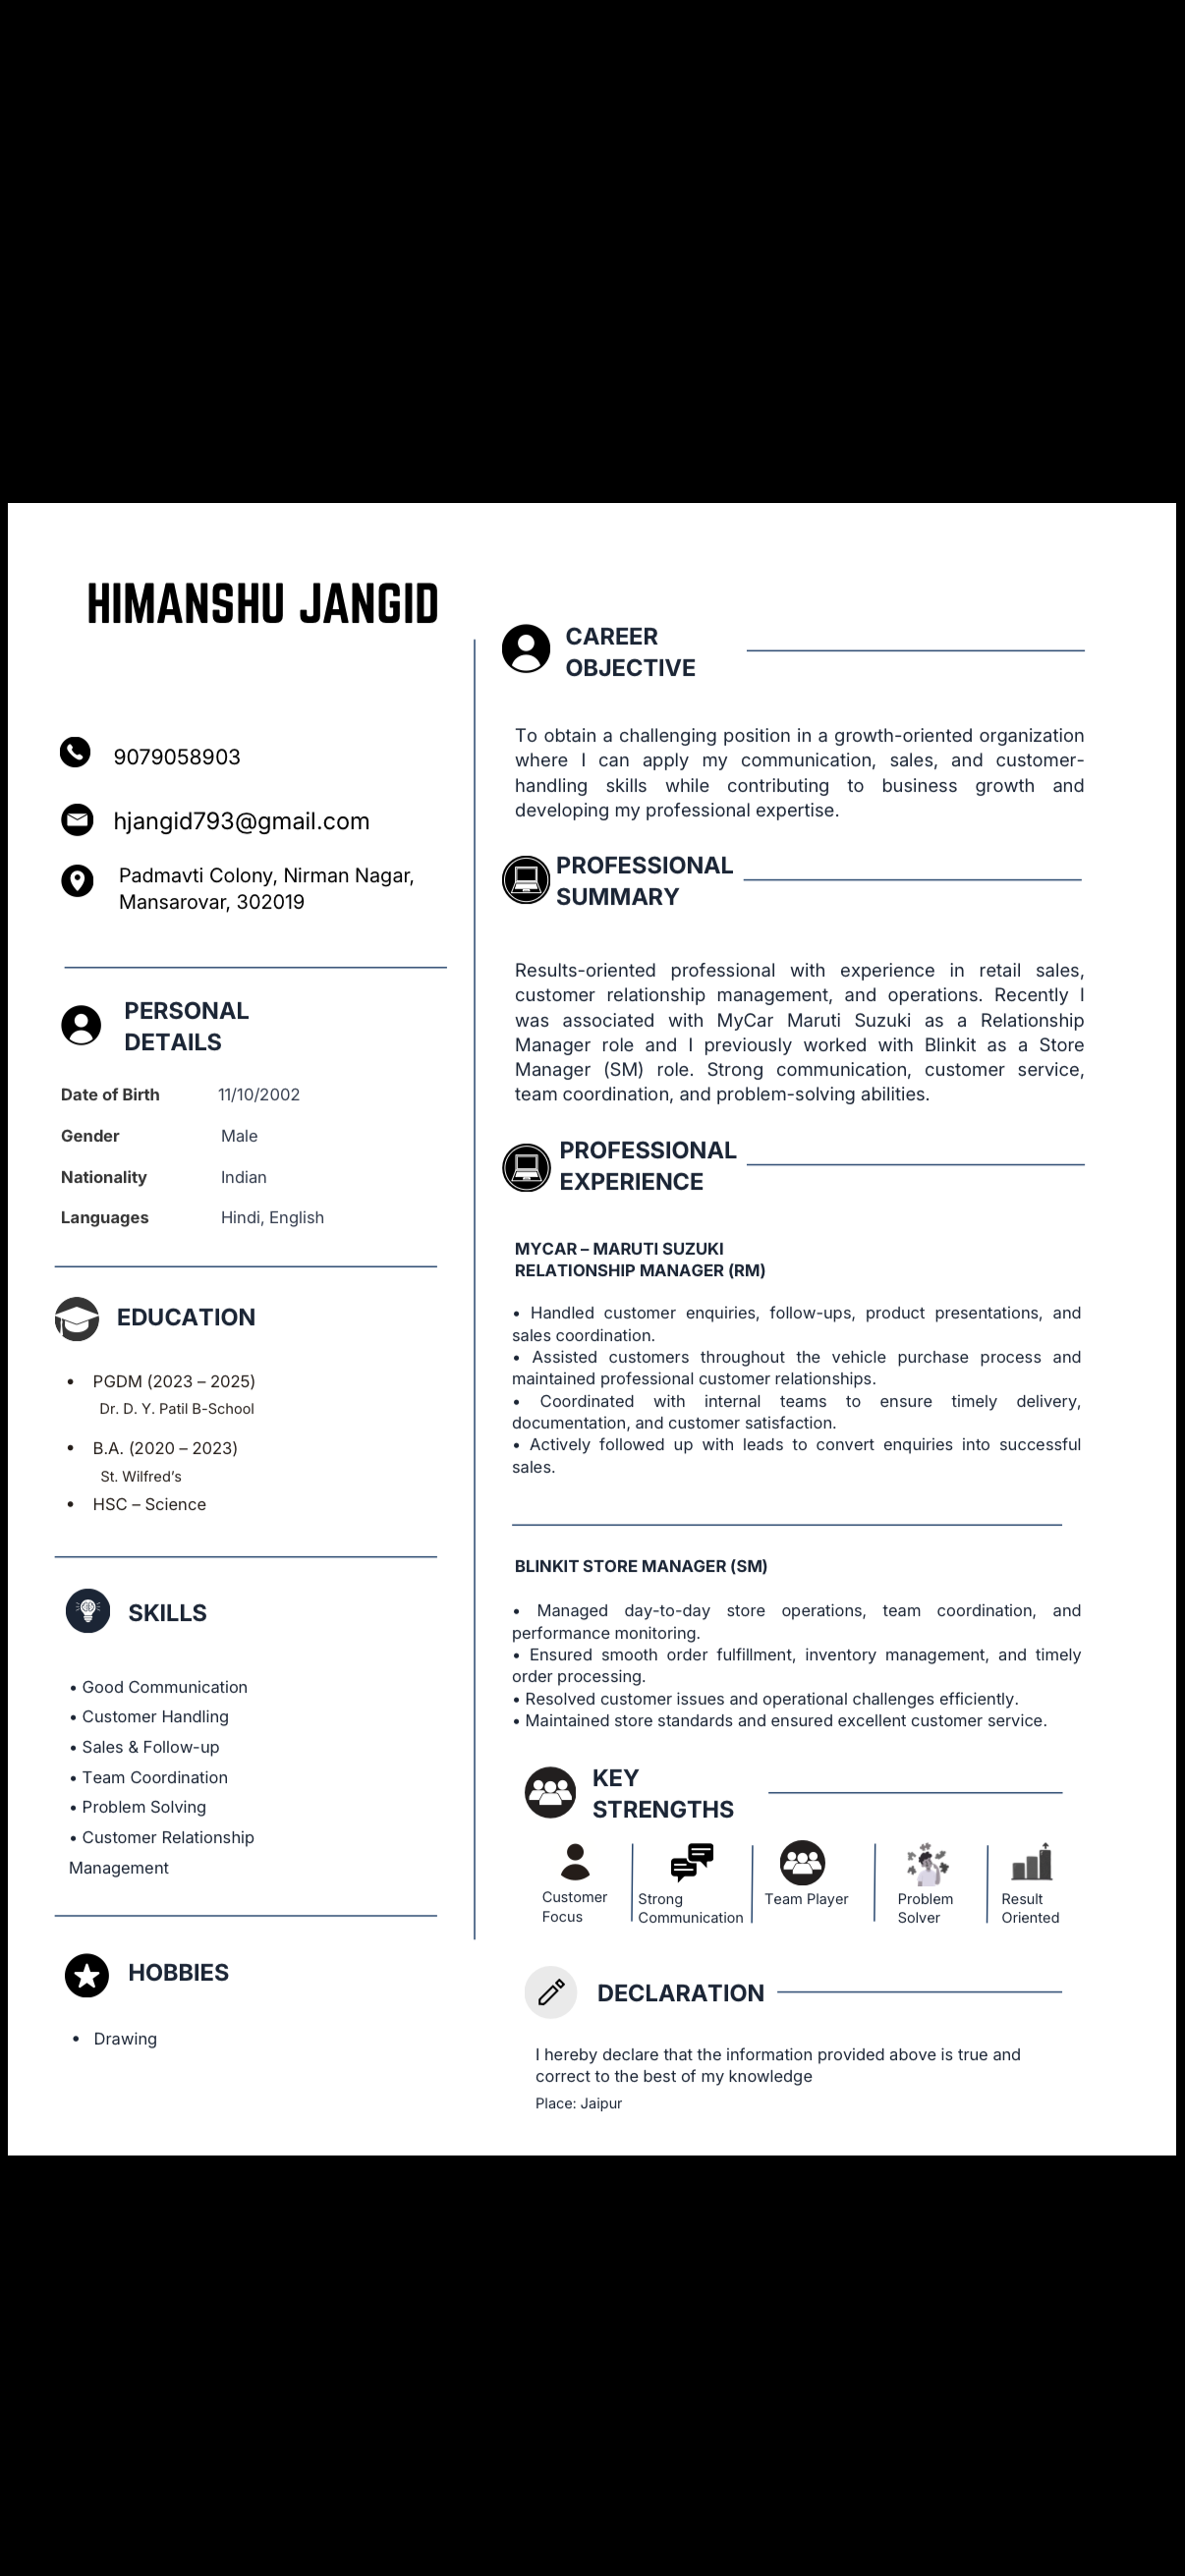 HIMANSHU JANGID
9079058903
hjangid793@gmail.com
Padmavti Colony, Nirman Nagar,
Mansarovar, 302019
PERSONAL
DETAILS
Date of Birth 11/10/2002
Gender Male
Nationality Indian
Languages Hindi, English
EDUCATION
• PGDM (2023 – 2025)
Dr. D. Y. Patil B-School
• B.A. (2020 – 2023)
St. Wilfred's
• HSC – Science
SKILLS
• Good Communication
• Customer Handling
• Sales & Follow-up
• Team Coordination
• Problem Solving
• Customer Relationship
Management
HOBBIES
• Drawing
CAREER
OBJECTIVE
To obtain a challenging position in a growth-oriented organization
where I can apply my communication, sales, and customer-
handling skills while contributing to business growth and
developing my professional expertise.
PROFESSIONAL
SUMMARY
Results-oriented professional with experience in retail sales,
customer relationship management, and operations. Recently I
was associated with MyCar Maruti Suzuki as a Relationship
Manager role and I previously worked with Blinkit as a Store
Manager (SM) role. Strong communication, customer service,
team coordination, and problem-solving abilities.
PROFESSIONAL
EXPERIENCE
MYCAR – MARUTI SUZUKI
RELATIONSHIP MANAGER (RM)
• Handled customer enquiries, follow-ups, product presentations, and
sales coordination.
• Assisted customers throughout the vehicle purchase process and
maintained professional customer relationships.
• Coordinated with internal teams to ensure timely delivery,
documentation, and customer satisfaction.
• Actively followed up with leads to convert enquiries into successful
sales.
BLINKIT STORE MANAGER (SM)
• Managed day-to-day store operations, team coordination, and
performance monitoring.
• Ensured smooth order fulfillment, inventory management, and timely
order processing.
• Resolved customer issues and operational challenges efficiently.
• Maintained store standards and ensured excellent customer service.
KEY
STRENGTHS
Customer
Focus
Strong
Communication
Team Player
Problem
Solver
Result
Oriented
DECLARATION
I hereby declare that the information provided above is true and
correct to the best of my knowledge
Place: Jaipur